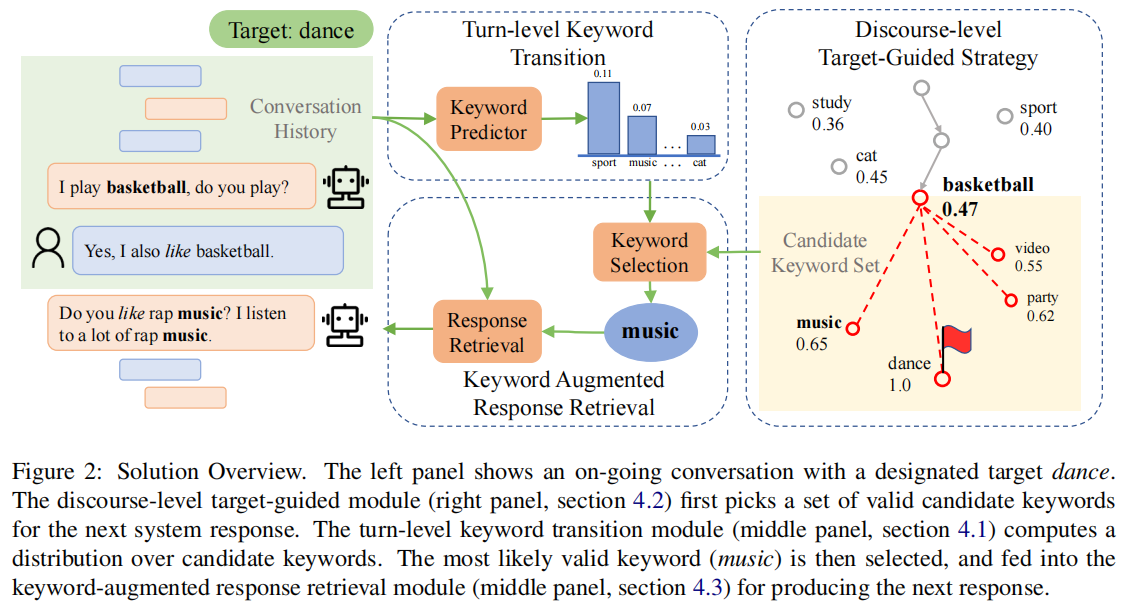 Target: dance
Conversation
History
I play basketball, do you play?
Yes, I also like basketball.
Do you like rap music? I listen
to a lot of rap music.
Turn-level Keyword
Transition
Keyword
Predictor
0.11
0.07
0.03
sport music ... cat
...
Keyword
Selection
music
Response
Retrieval
Keyword Augmented
Response Retrieval
Discourse-level
Target-Guided Strategy
study
0.36
sport
0.40
cat
0.45
basketball
0.47
Candidate
Keyword Set
video
0.55
party
0.62
music
0.65
dance
1.0
Figure 2: Solution Overview. The left panel shows an on-going conversation with a designated target dance.
The discourse-level target-guided module (right panel, section 4.2) first picks a set of valid candidate keywords
for the next system response. The turn-level keyword transition module (middle panel, section 4.1) computes a
distribution over candidate keywords. The most likely valid keyword (music) is then selected, and fed into the
keyword-augmented response retrieval module (middle panel, section 4.3) for producing the next response.